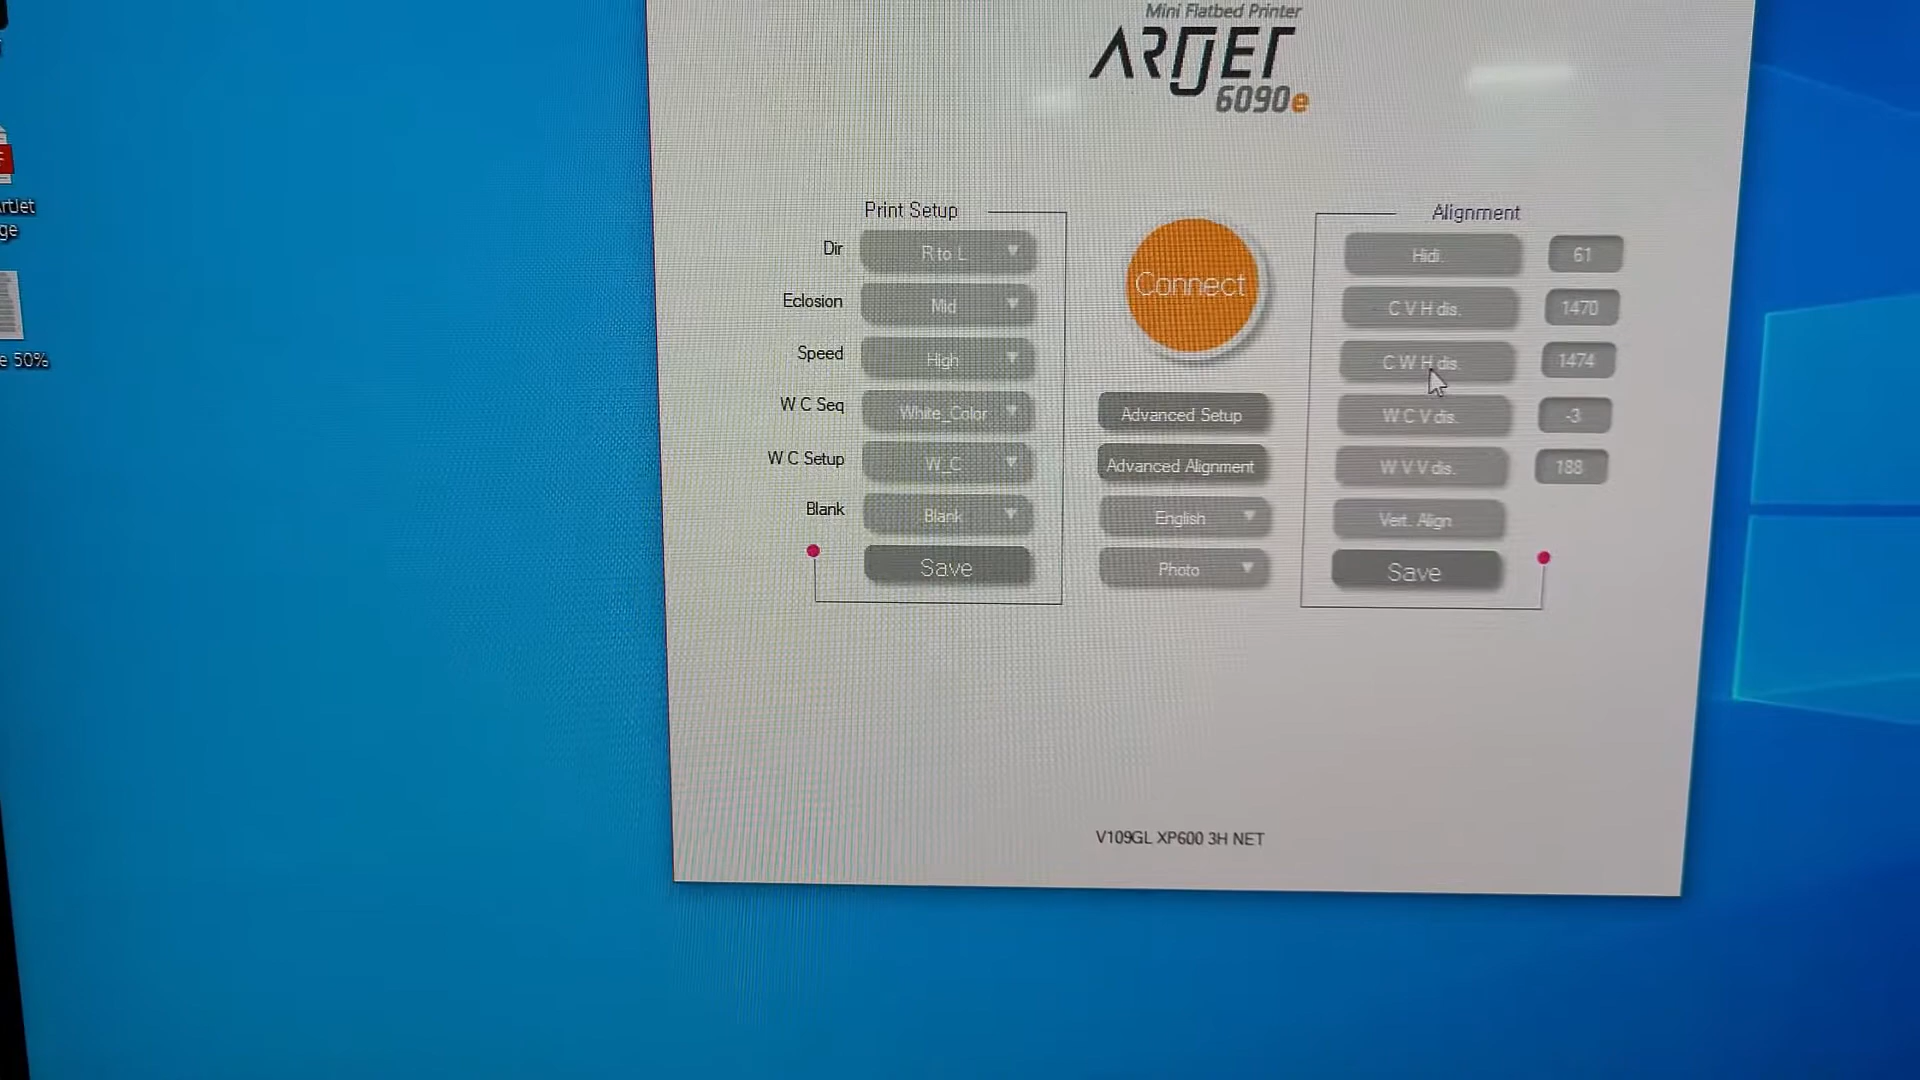 Mini Flatbed Printer
ARTJET
6090e
Print Setup
Dir
R to L
Eclosion
Mid
Speed
High
W C Seq
White_Color
W C Setup
W_C
Blank
Blank
Save
Connect
Advanced Setup
Advanced Alignment
English
Photo
Alignment
Hidi.
61
C V H dis.
1470
C W H dis.
1474
W C V dis.
-3
W V V dis.
188
Vert. Align
Save
V109GL XP600 3H NET
50%